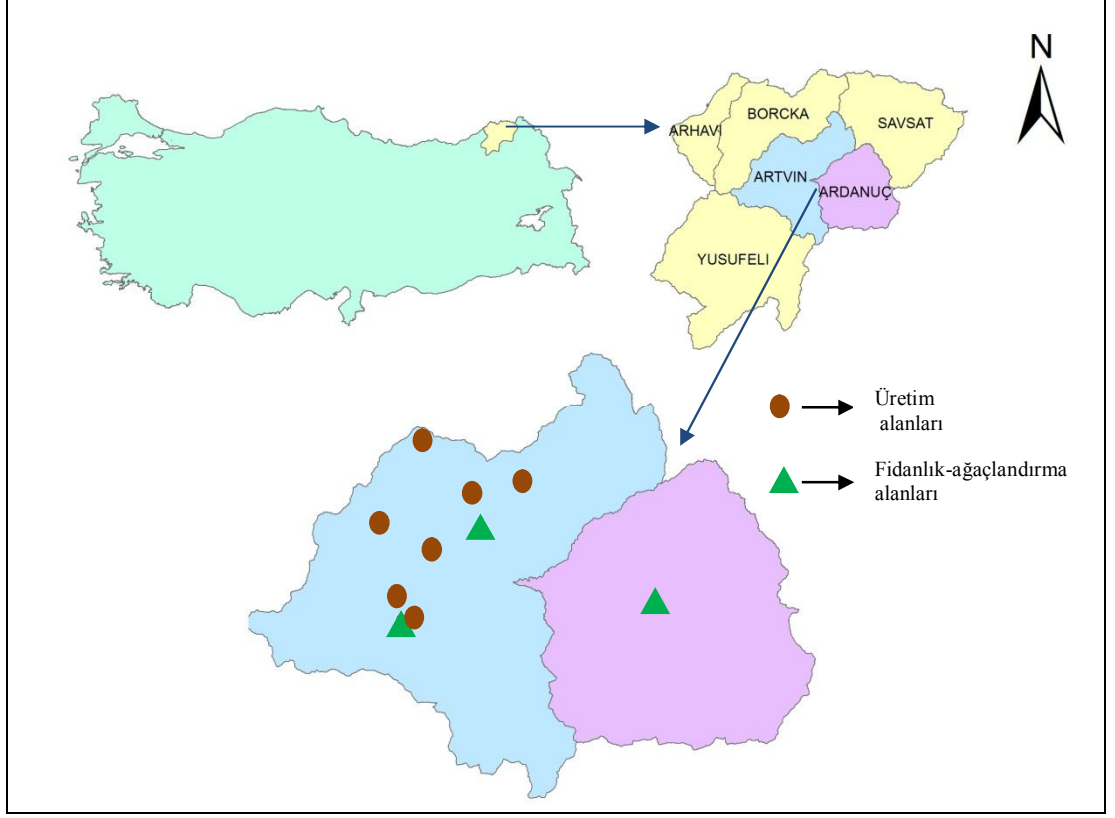 N
ARHAVI
BORCKA
SAVSAT
ARTVIN
ARDANUÇ
YUSUFELI
Üretim
alanları
Fidanlık-ağaçlandırma
alanları